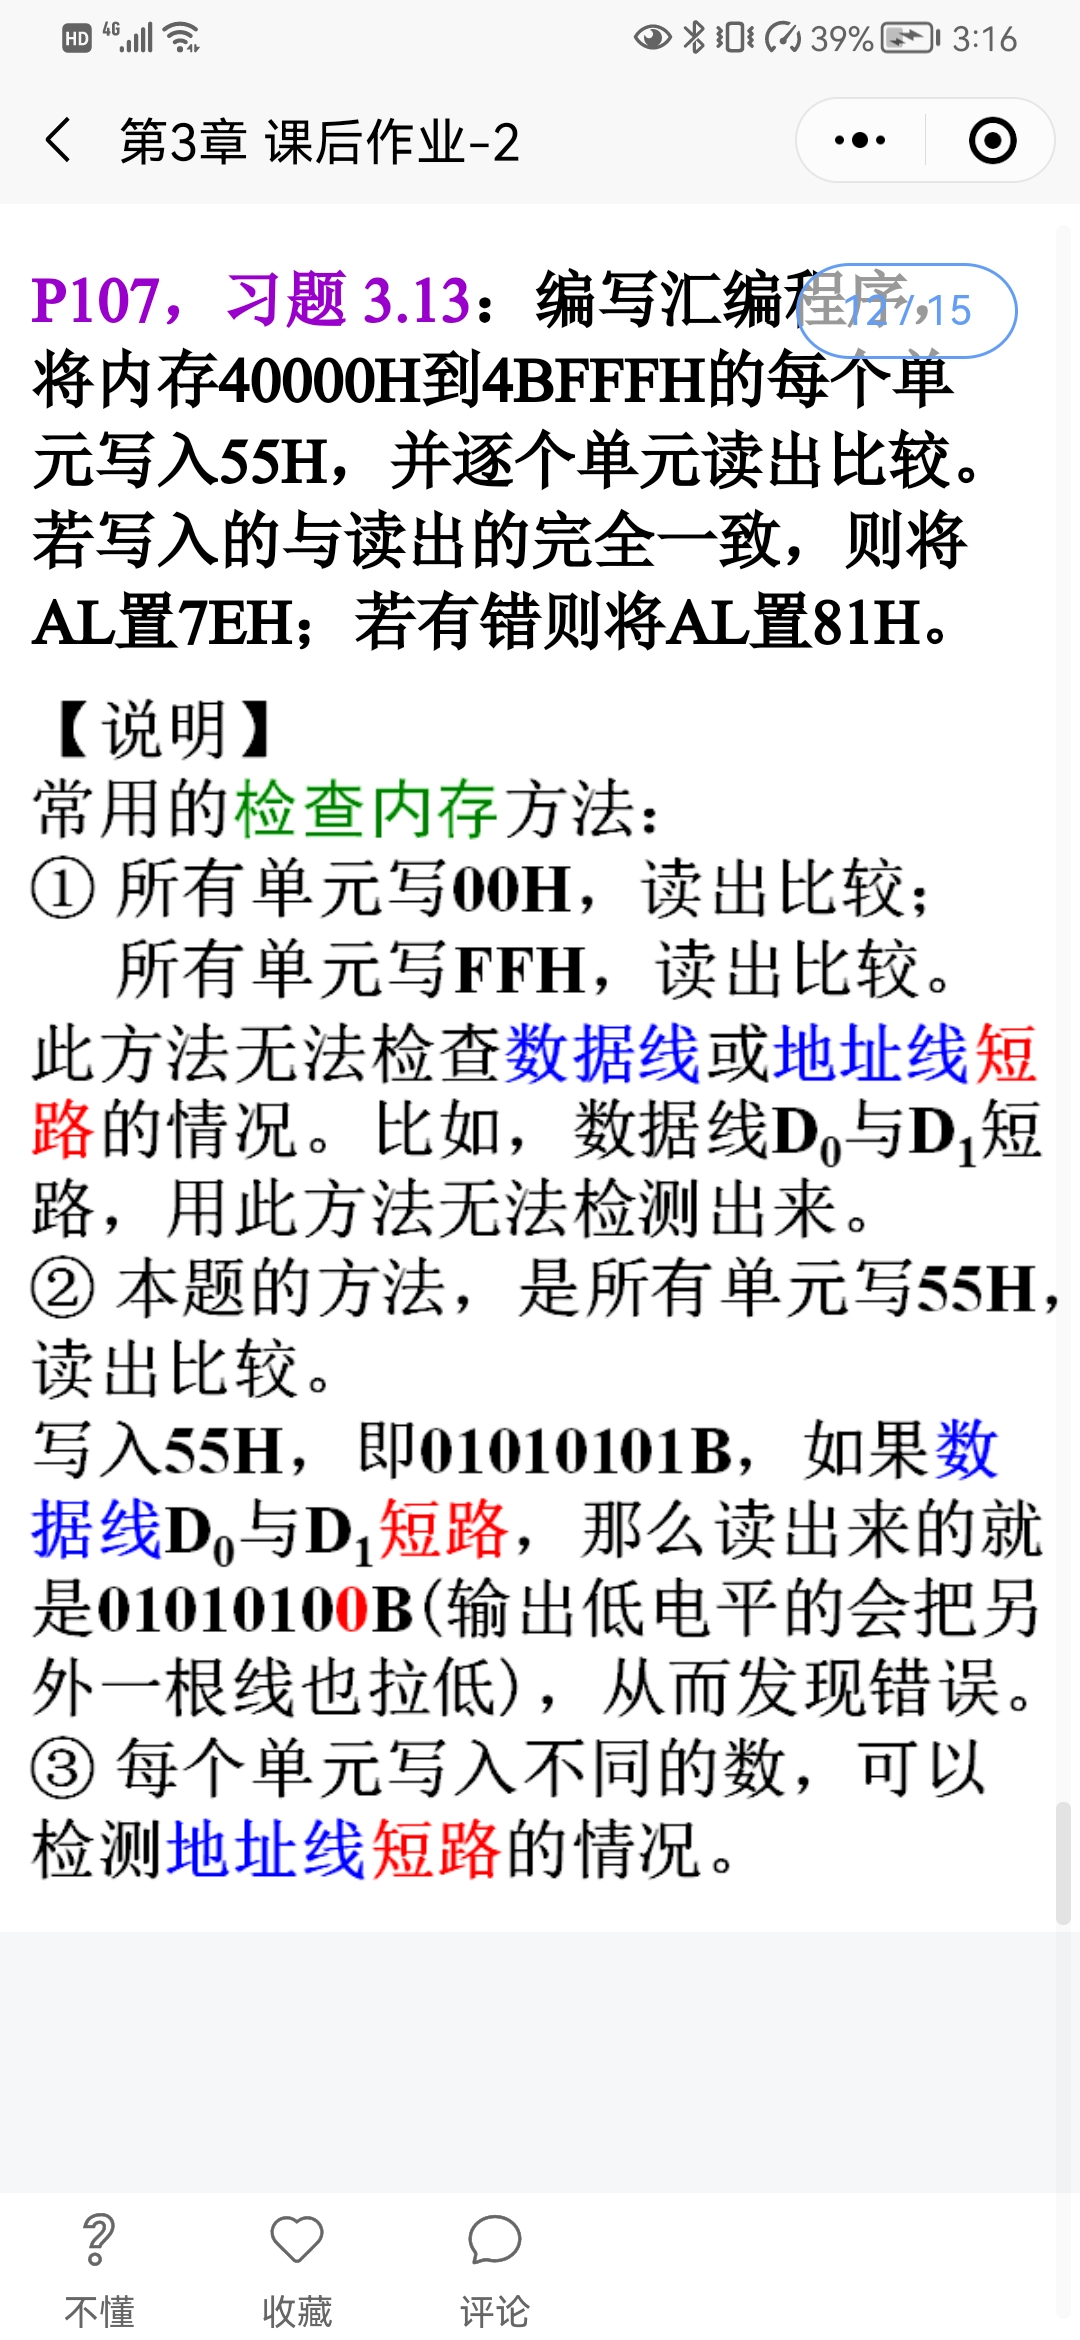 HD 4G 39% 3:16
第3章 课后作业-2
12 / 15
P107，习题 3.13：编写汇编程序，
将内存40000H到4BFFFH的每个单
元写入55H，并逐个单元读出比较。
若写入的与读出的完全一致，则将
AL置7EH；若有错则将AL置81H。
【说明】
常用的检查内存方法：
① 所有单元写00H，读出比较；
所有单元写FFH，读出比较。
此方法无法检查数据线或地址线短
路的情况。比如，数据线D₀与D₁短
路，用此方法无法检测出来。
② 本题的方法，是所有单元写55H，
读出比较。
写入55H，即01010101B，如果数
据线D₀与D₁短路，那么读出来的就
是01010100B(输出低电平的会把另
外一根线也拉低)，从而发现错误。
③ 每个单元写入不同的数，可以
检测地址线短路的情况。
不懂 收藏 评论